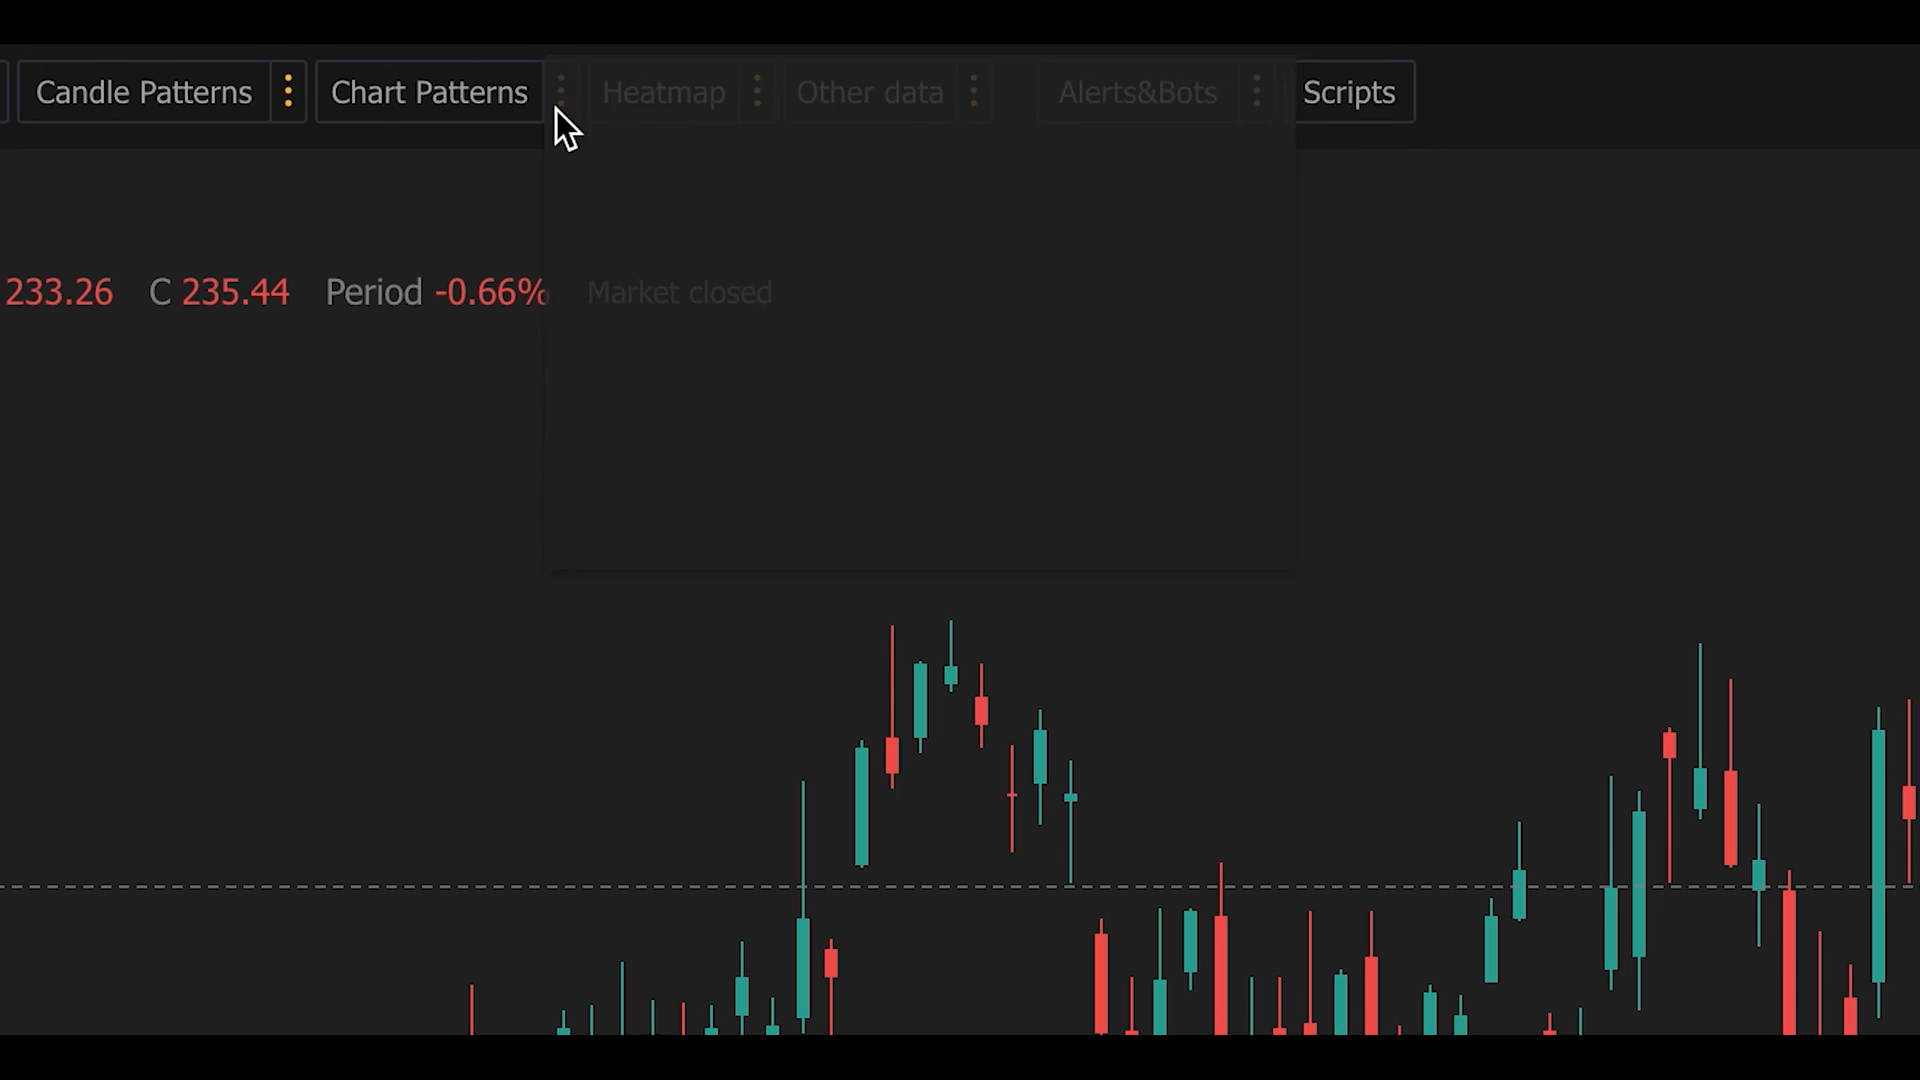 Candle Patterns Chart Patterns Heatmap Other data Alerts&Bots Scripts
233.26 C 235.44 Period -0.66% Market closed